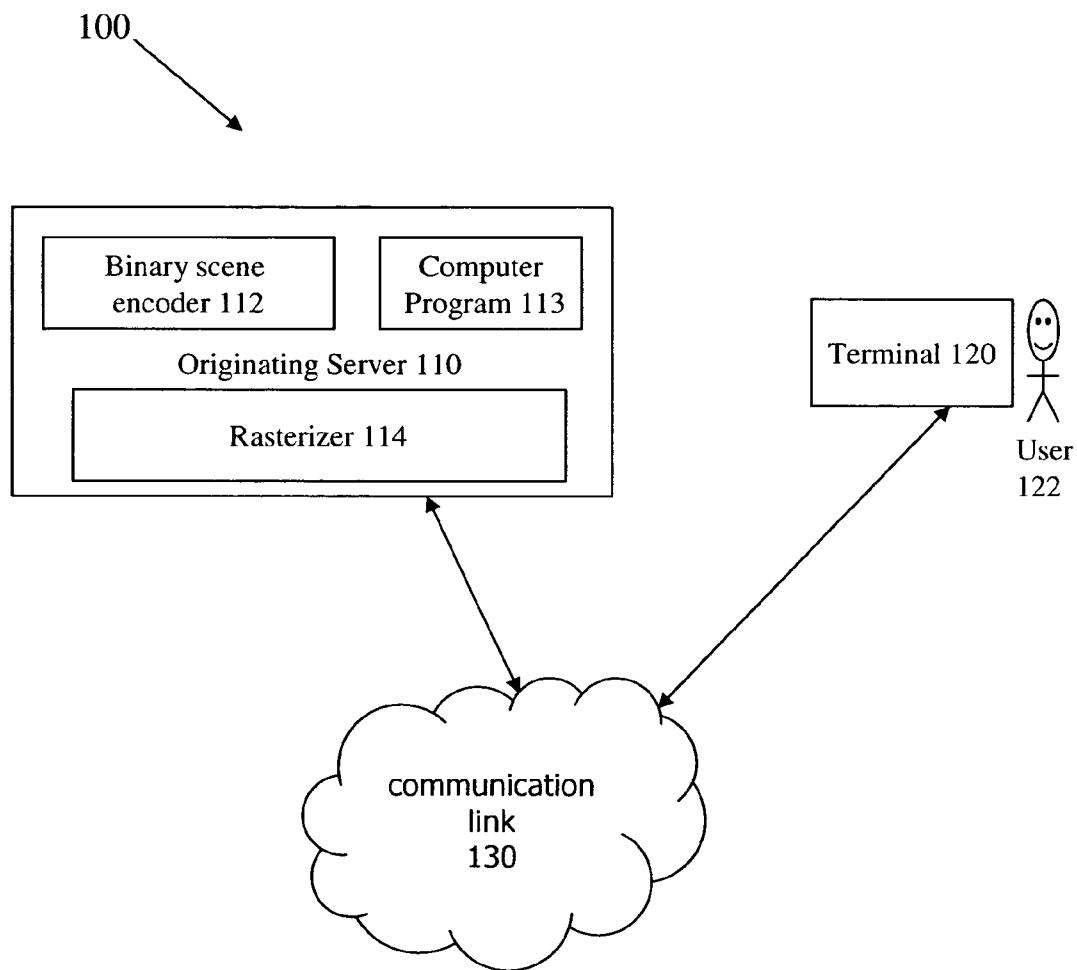 100
Binary scene
encoder 112
Computer
Program 113
Originating Server 110
Rasterizer 114
Terminal 120
User
122
communication
link
130